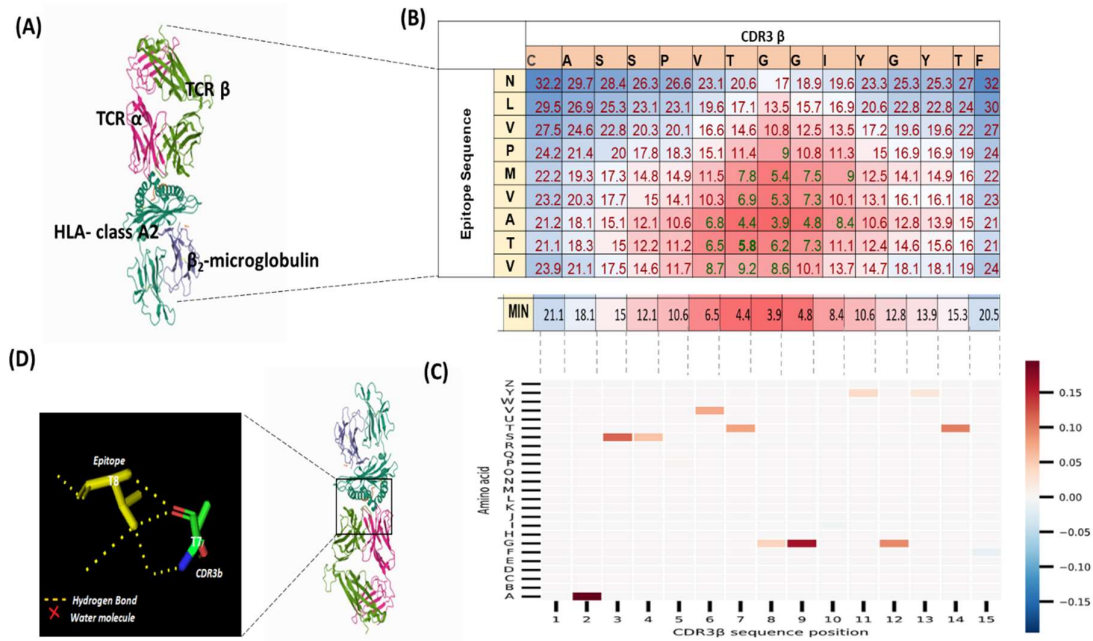 (A)
TCR β
TCR α
HLA- class A2
β2-microglobulin
(B)
CDR3 β
C A S S P V T G G I Y G Y T F
Epitope Sequence
N 32.2 29.7 28.4 26.3 26.6 23.1 20.6 17 18.9 19.6 23.3 25.3 25.3 27 32
L 29.5 26.9 25.3 23.1 23.1 19.6 17.1 13.5 15.7 16.9 20.6 22.8 22.8 24 30
V 27.5 24.6 22.8 20.3 20.1 16.6 14.6 10.8 12.5 13.5 17.2 19.6 19.6 22 27
P 24.2 21.4 20 17.8 18.3 15.1 11.4 9 10.8 11.3 15 16.9 16.9 19 24
M 22.2 19.3 17.3 14.8 14.9 11.5 7.8 5.4 7.5 9 12.5 14.1 14.9 16 22
V 23.2 20.3 17.7 15 14.1 10.3 6.9 5.3 7.3 10.1 13.1 16.1 16.5 18 23
A 21.2 18.1 15.1 12.1 10.6 6.8 4.4 3.9 4.8 8.4 10.6 12.8 13.9 15 21
T 21.1 18.3 15 12.2 11.2 6.5 5.8 6.2 7.3 11.1 12.4 14.6 15.6 16 21
V 23.9 21.1 17.5 14.6 11.7 8.7 9.2 8.6 10.1 13.7 14.7 18.1 18.1 19 24
MIN 21.1 18.1 15 12.1 10.6 6.5 4.4 3.9 4.8 8.4 10.6 12.8 13.9 15.3 20.5
(C)
Amino acid
Z
Y
W
V
U
T
S
R
Q
P
O
N
M
L
K
J
I
H
G
F
E
D
C
B
A
1 2 3 4 5 6 7 8 9 10 11 12 13 14 15
CDR3β sequence position
0.15
0.10
0.05
0.00
−0.05
−0.10
−0.15
(D)
Epitope
T8
T7
CDR3b
Hydrogen Bond
Water molecule